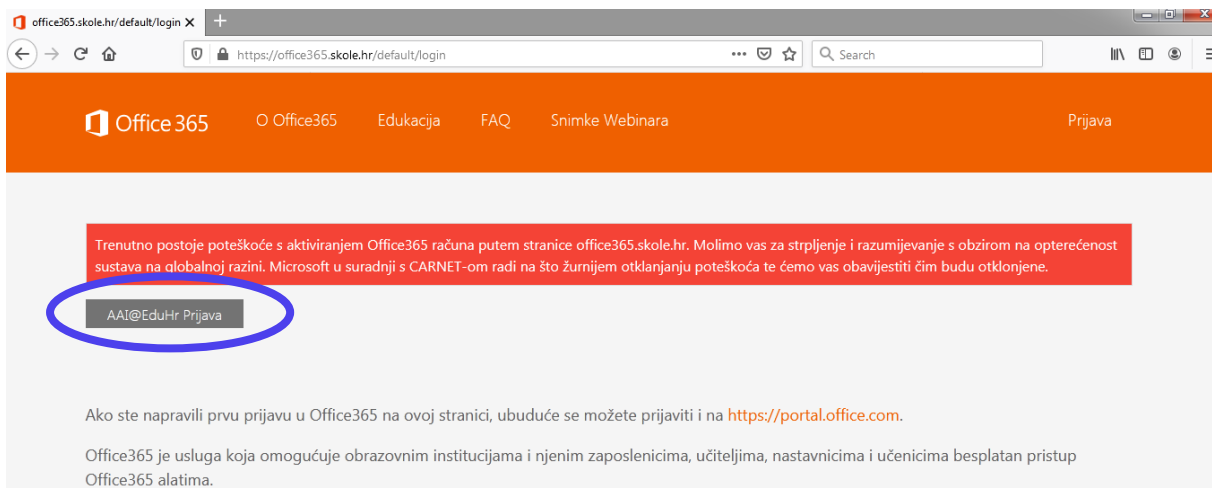 office365.skole.hr/default/login
https://office365.skole.hr/default/login
Search
Office 365
O Office365
Edukacija
FAQ
Snimke Webinara
Prijava
Trenutno postoje poteškoće s aktiviranjem Office365 računa putem stranice office365.skole.hr. Molimo vas za strpljenje i razumijevanje s obzirom na opterećenost
sustava na globalnoj razini. Microsoft u suradnji s CARNET-om radi na što žurnijem otklanjanju poteškoća te ćemo vas obavijestiti čim budu otklonjene.
AAI@EduHr Prijava
Ako ste napravili prvu prijavu u Office365 na ovoj stranici, ubuduće se možete prijaviti i na https://portal.office.com.
Office365 je usluga koja omogućuje obrazovnim institucijama i njenim zaposlenicima, učiteljima, nastavnicima i učenicima besplatan pristup
Office365 alatima.